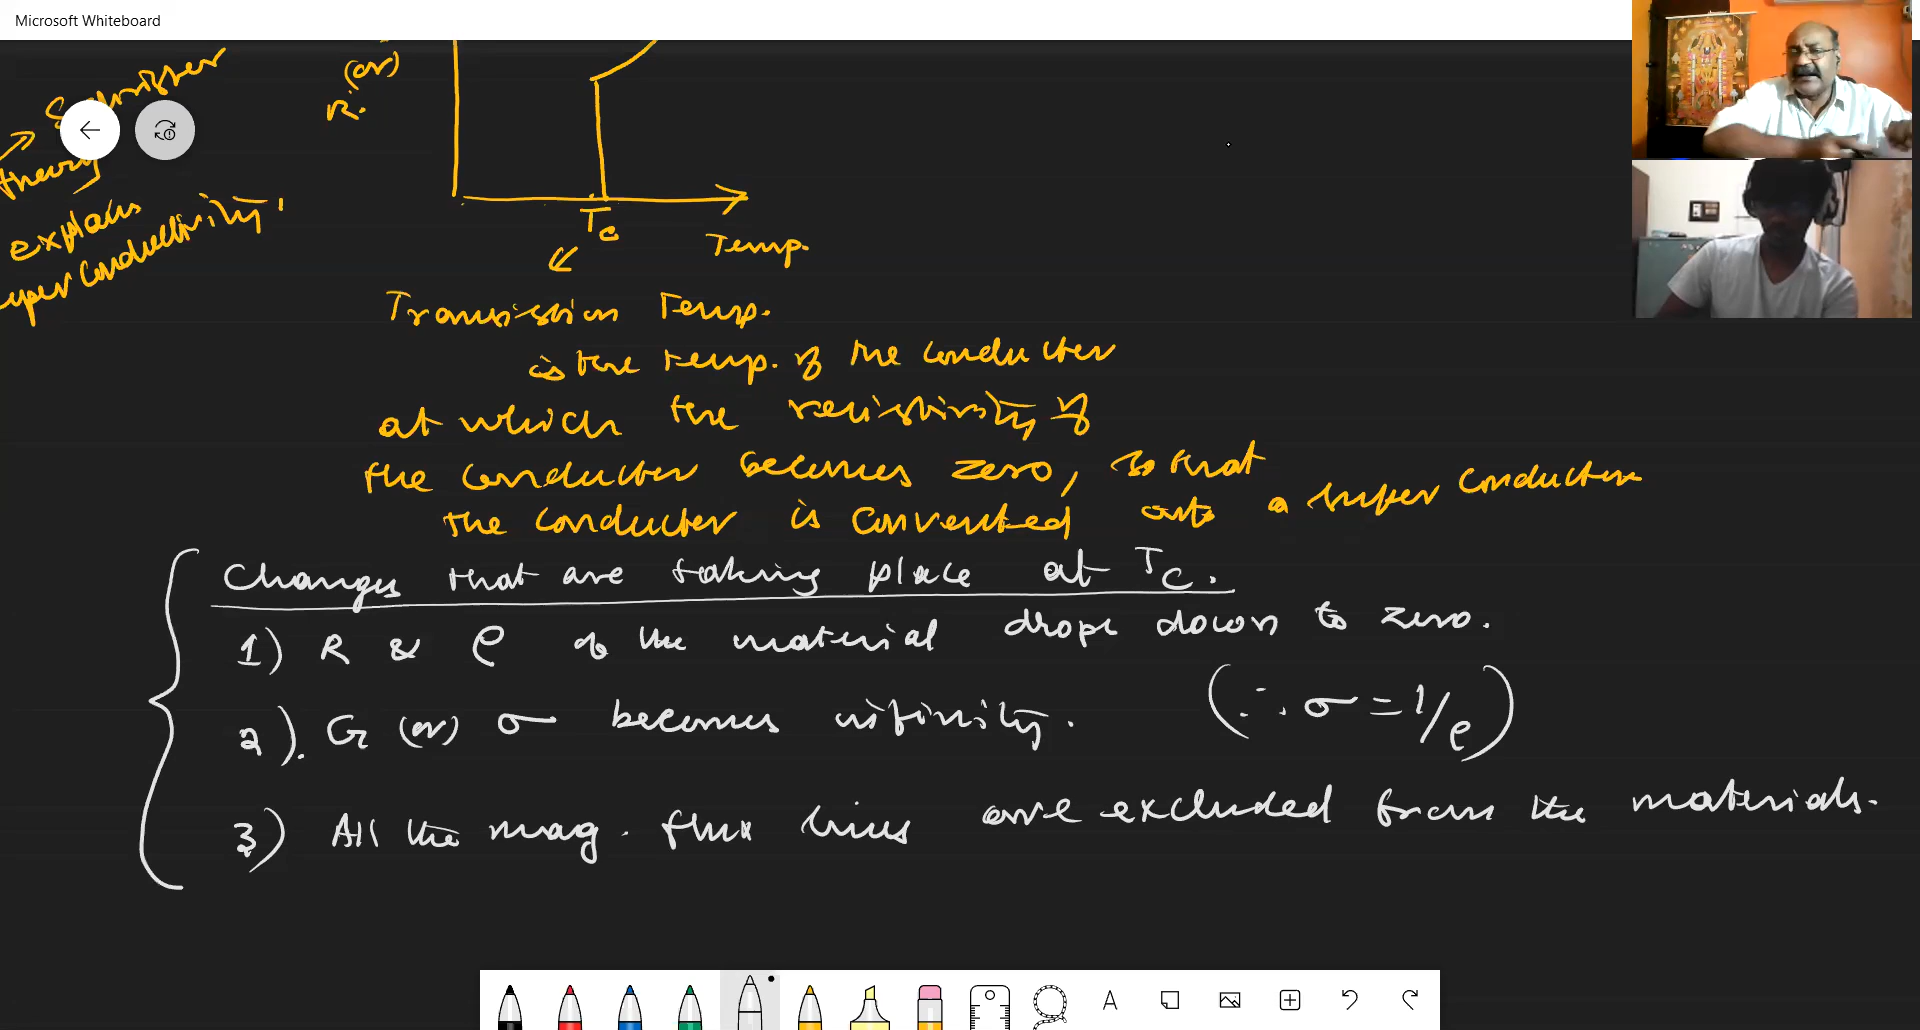 Microsoft Whiteboard
(or)
R.
theory
explains
super conductivity.
Tc
Temp.
Transmission Temp.
is the temp. of the conductor
at which the resistivity of
the conductor becomes zero, so that
the conductor is converted into a super conductor
Changes that are taking place at Tc.
1) R & ρ of the material drops down to zero.
2). G (or) σ becomes infinity. (∵ σ = 1/ρ)
3) All the mag. flux lines are excluded from the materials.
A